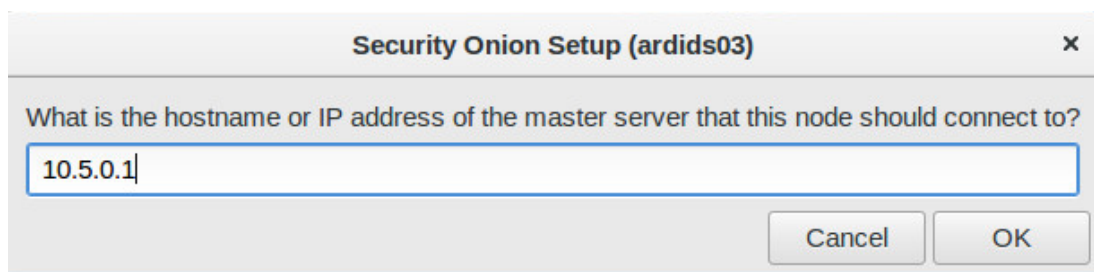 Security Onion Setup (ardids03)
What is the hostname or IP address of the master server that this node should connect to?
10.5.0.1
Cancel OK